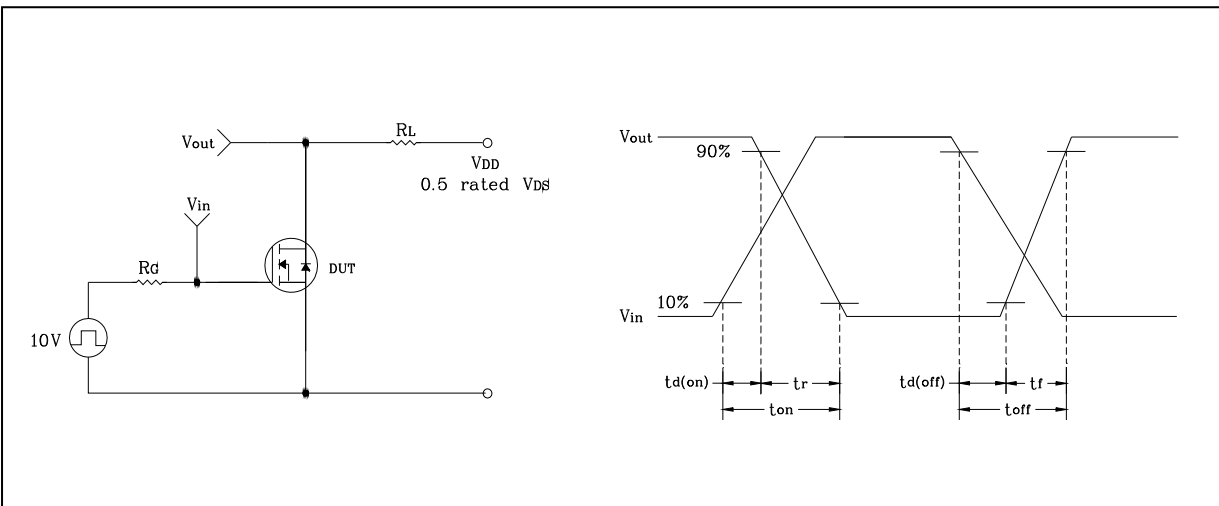 Vout
RL
VDD
0.5 rated VDS
Vin
RG
DUT
10V
Vout
90%
10%
Vin
td(on)
tr
td(off)
tf
ton
toff